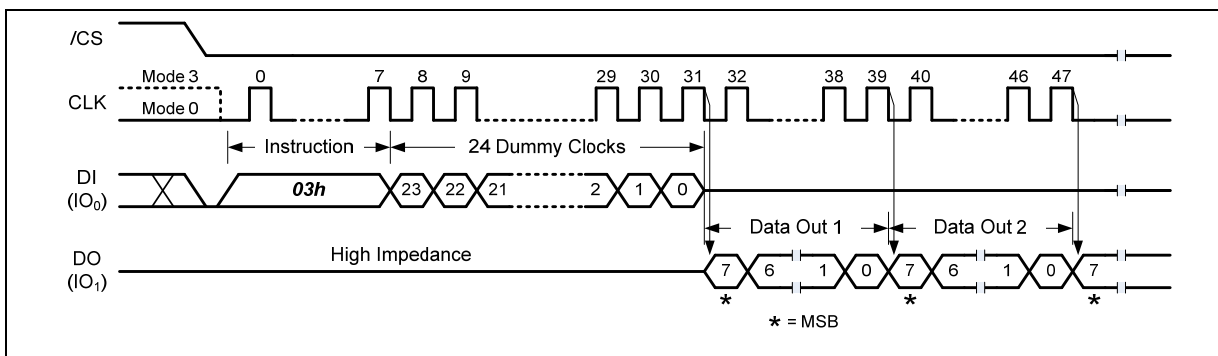 /CS
Mode 3 0 7 8 9 29 30 31 32 38 39 40 46 47
CLK
Mode 0
Instruction 24 Dummy Clocks
DI
(IO0)
03h 23 22 21 2 1 0
Data Out 1 Data Out 2
High Impedance
DO
(IO1)
7 6 1 0 7 6 1 0 7
* * *
* = MSB